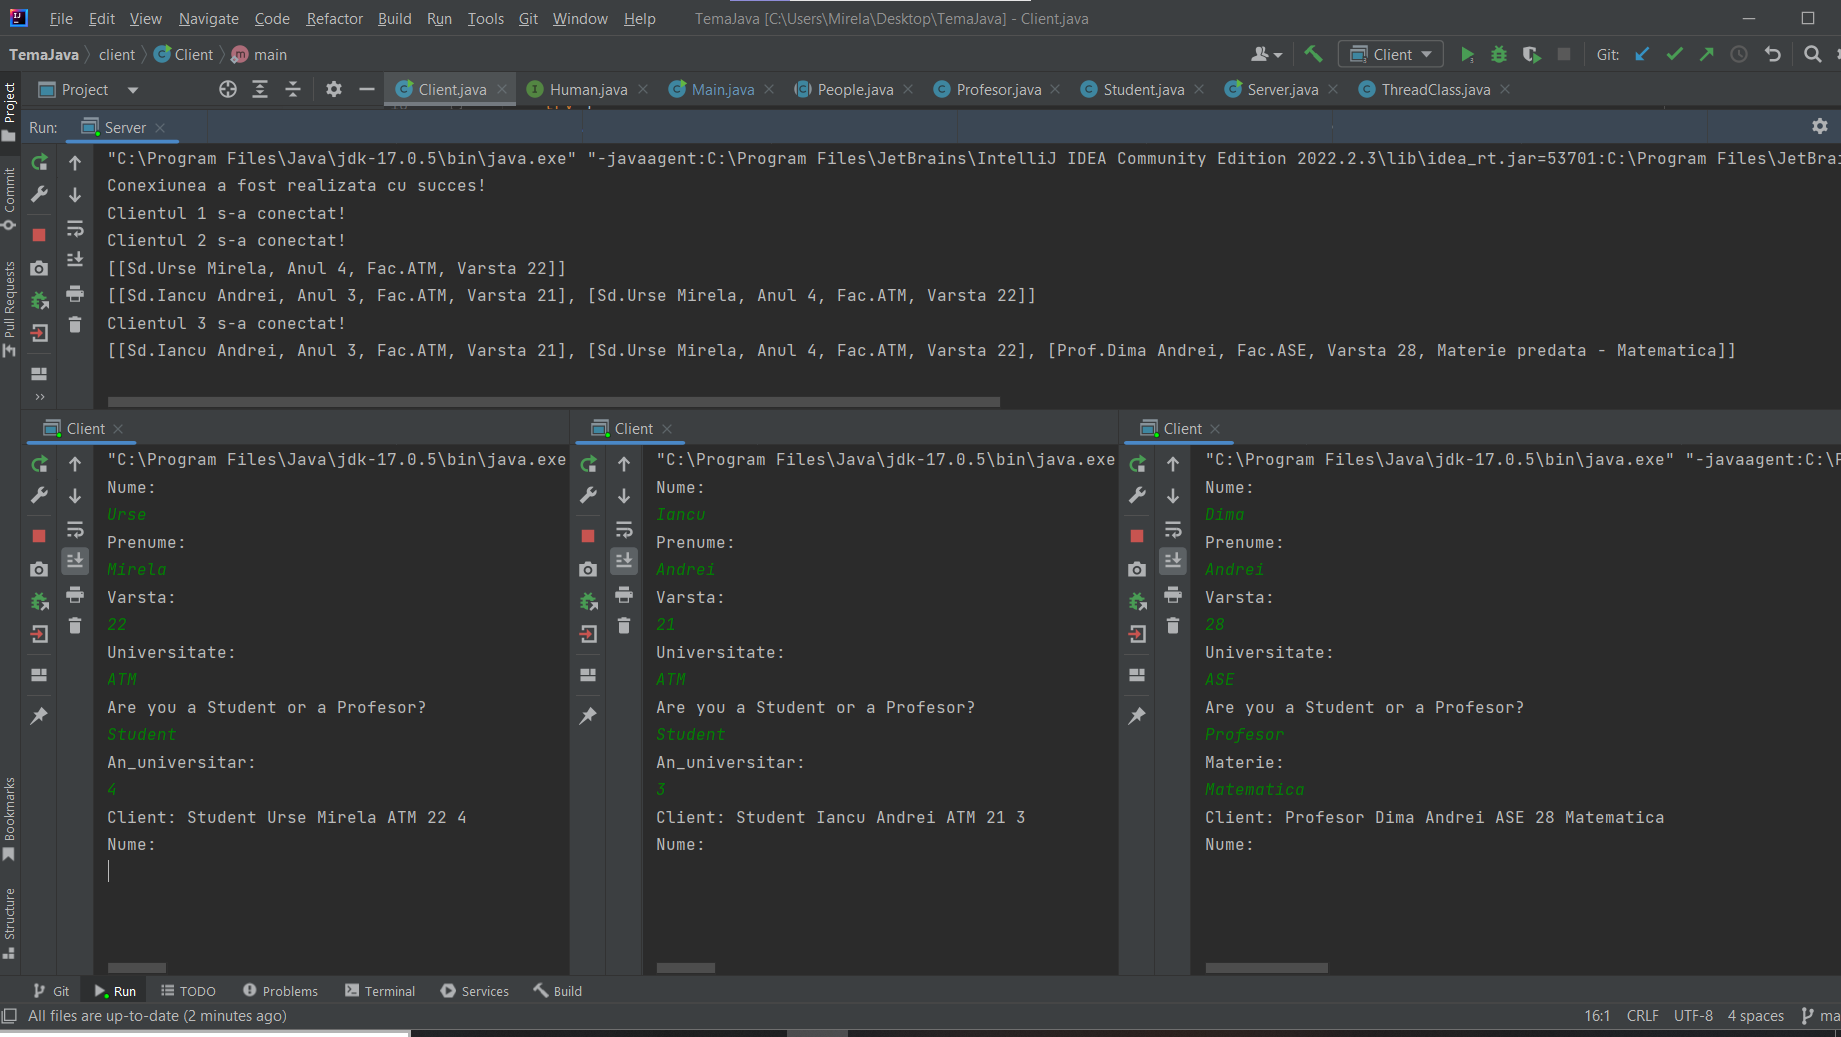 File Edit View Navigate Code Refactor Build Run Tools Git Window Help TemaJava [C:\Users\Mirela\Desktop\TemaJava] - Client.java
TemaJava client Client main Client Git:
Project Client.java Human.java Main.java People.java Profesor.java Student.java Server.java ThreadClass.java
Run: Server
"C:\Program Files\Java\jdk-17.0.5\bin\java.exe" "-javaagent:C:\Program Files\JetBrains\IntelliJ IDEA Community Edition 2022.2.3\lib\idea_rt.jar=53701:C:\Program Files\JetBrai
Conexiunea a fost realizata cu succes!
Clientul 1 s-a conectat!
Clientul 2 s-a conectat!
[[Sd.Urse Mirela, Anul 4, Fac.ATM, Varsta 22]]
[[Sd.Iancu Andrei, Anul 3, Fac.ATM, Varsta 21], [Sd.Urse Mirela, Anul 4, Fac.ATM, Varsta 22]]
Clientul 3 s-a conectat!
[[Sd.Iancu Andrei, Anul 3, Fac.ATM, Varsta 21], [Sd.Urse Mirela, Anul 4, Fac.ATM, Varsta 22], [Prof.Dima Andrei, Fac.ASE, Varsta 28, Materie predata - Matematica]]
Client
"C:\Program Files\Java\jdk-17.0.5\bin\java.exe
Nume:
Urse
Prenume:
Mirela
Varsta:
22
Universitate:
ATM
Are you a Student or a Profesor?
Student
An_universitar:
4
Client: Student Urse Mirela ATM 22 4
Nume:
Client
"C:\Program Files\Java\jdk-17.0.5\bin\java.exe
Nume:
Iancu
Prenume:
Andrei
Varsta:
21
Universitate:
ATM
Are you a Student or a Profesor?
Student
An_universitar:
3
Client: Student Iancu Andrei ATM 21 3
Nume:
Client
"C:\Program Files\Java\jdk-17.0.5\bin\java.exe" "-javaagent:C:\P
Nume:
Dima
Prenume:
Andrei
Varsta:
28
Universitate:
ASE
Are you a Student or a Profesor?
Profesor
Materie:
Matematica
Client: Profesor Dima Andrei ASE 28 Matematica
Nume:
Project
Commit
Pull Requests
Bookmarks
Structure
Git Run TODO Problems Terminal Services Build
All files are up-to-date (2 minutes ago) 16:1 CRLF UTF-8 4 spaces ma